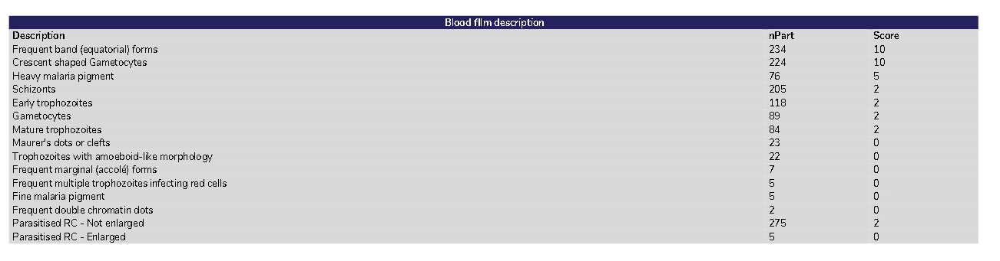 Blood film description
Description nPart Score
Frequent band (equatorial) forms 234 10
Crescent shaped Gametocytes 224 10
Heavy malaria pigment 76 5
Schizonts 205 2
Early trophozoites 118 2
Gametocytes 89 2
Mature trophozoites 84 2
Maurer's dots or clefts 23 0
Trophozoites with amoeboid-like morphology 22 0
Frequent marginal (accolé) forms 7 0
Frequent multiple trophozoites infecting red cells 5 0
Fine malaria pigment 5 0
Frequent double chromatin dots 2 0
Parasitised RC - Not enlarged 275 2
Parasitised RC - Enlarged 5 0